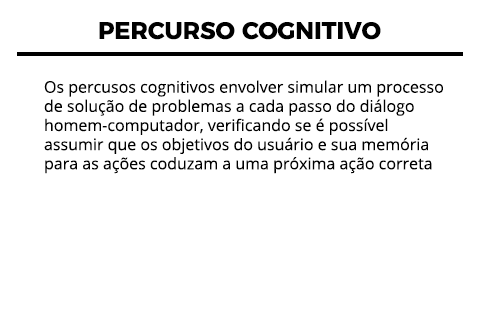 PERCURSO COGNITIVO
Os percusos cognitivos envolver simular um processo
de solução de problemas a cada passo do diálogo
homem-computador, verificando se é possível
assumir que os objetivos do usuário e sua memória
para as ações coduzam a uma próxima ação correta